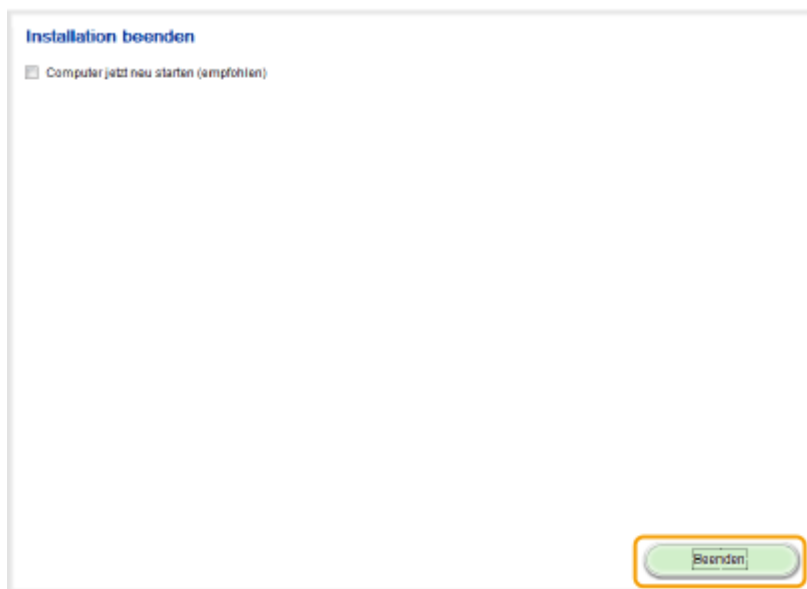 Installation beenden
Computer jetzt neu starten (empfohlen)
Beenden